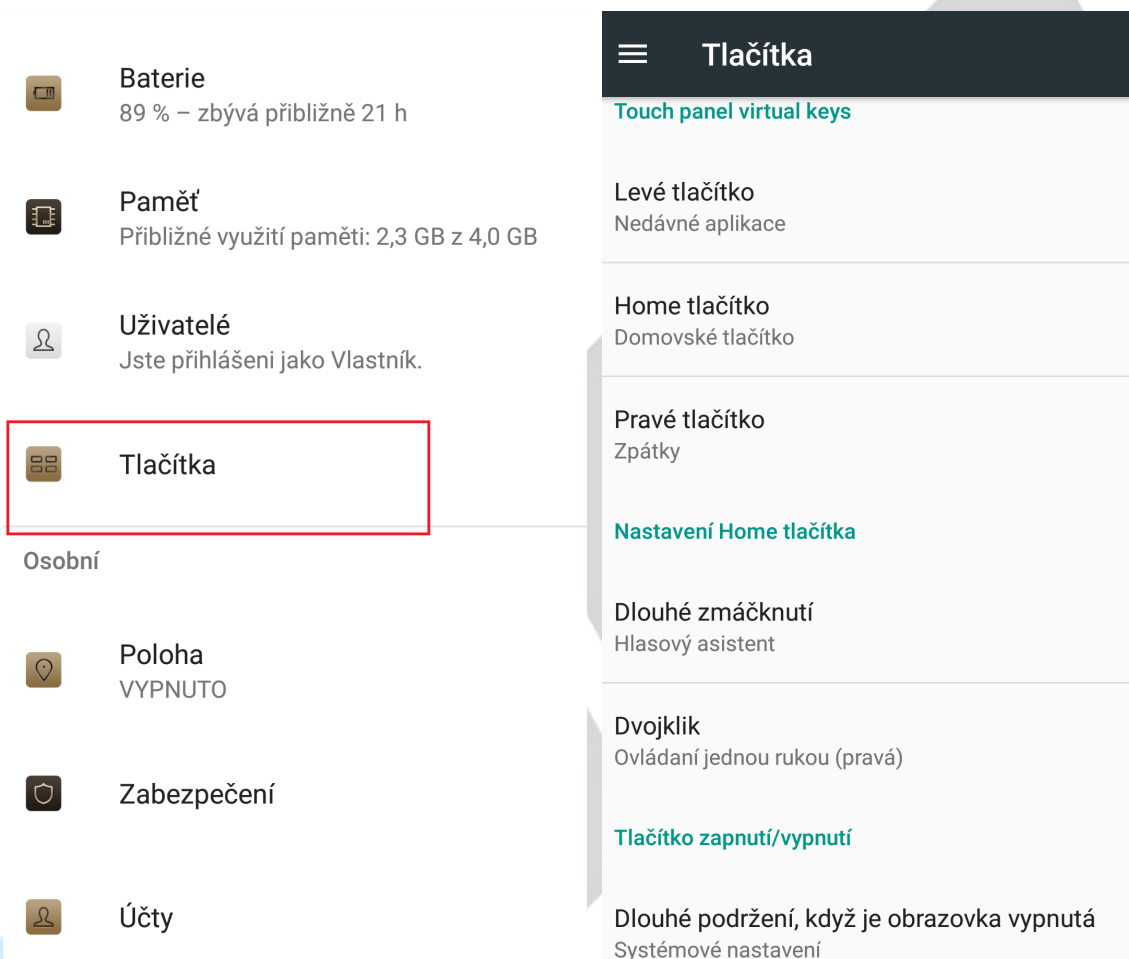 Baterie
89 % – zbývá přibližně 21 h
Paměť
Přibližné využití paměti: 2,3 GB z 4,0 GB
Uživatelé
Jste přihlášeni jako Vlastník.
Tlačítka
Osobní
Poloha
VYPNUTO
Zabezpečení
Účty
Tlačítka
Touch panel virtual keys
Levé tlačítko
Nedávné aplikace
Home tlačítko
Domovské tlačítko
Pravé tlačítko
Zpátky
Nastavení Home tlačítka
Dlouhé zmáčknutí
Hlasový asistent
Dvojklik
Ovládaní jednou rukou (pravá)
Tlačítko zapnutí/vypnutí
Dlouhé podržení, když je obrazovka vypnutá
Systémové nastavení